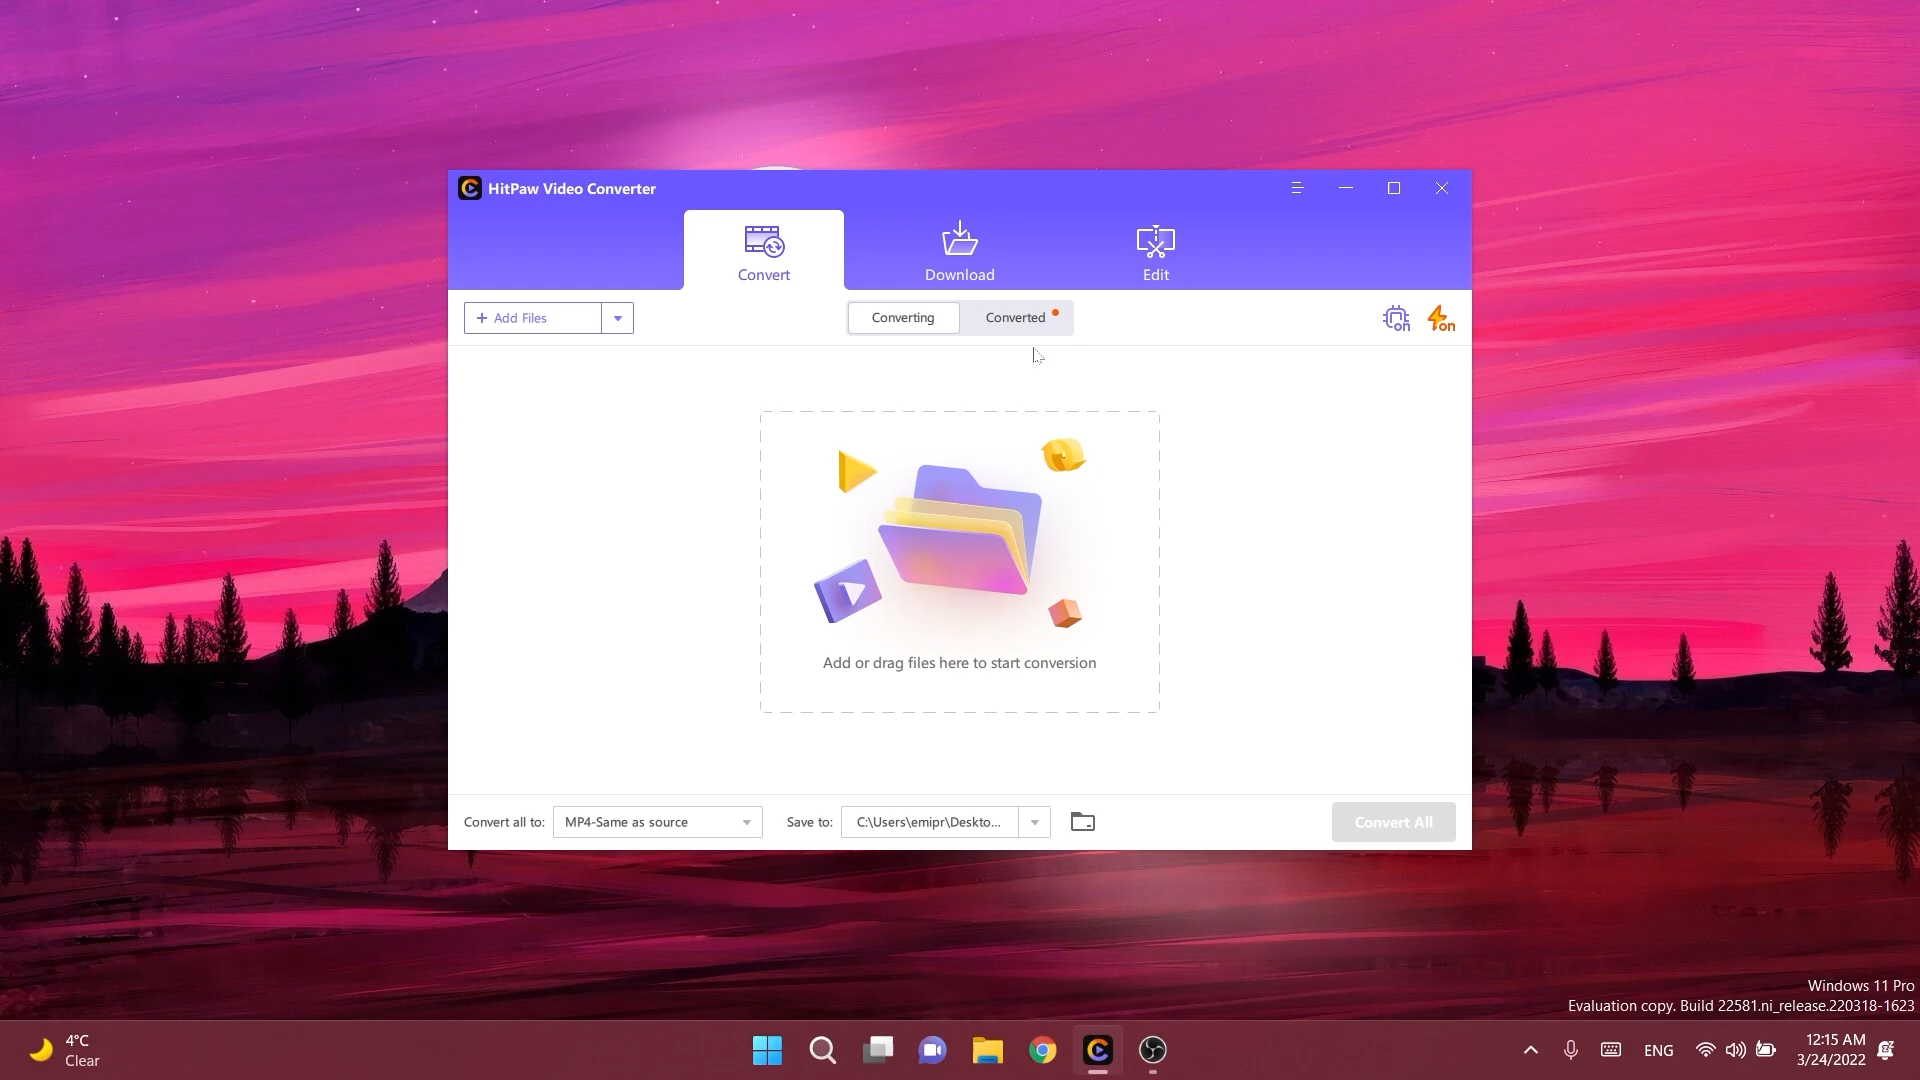 HitPaw Video Converter
Convert
Download
Edit
+ Add Files
Converting
Converted
on
on
Add or drag files here to start conversion
Convert all to:
MP4-Same as source
Save to:
C:\Users\emipr\Deskto...
Convert All
Windows 11 Pro
Evaluation copy. Build 22581.ni_release.220318-1623
4°C
Clear
ENG
12:15 AM
3/24/2022